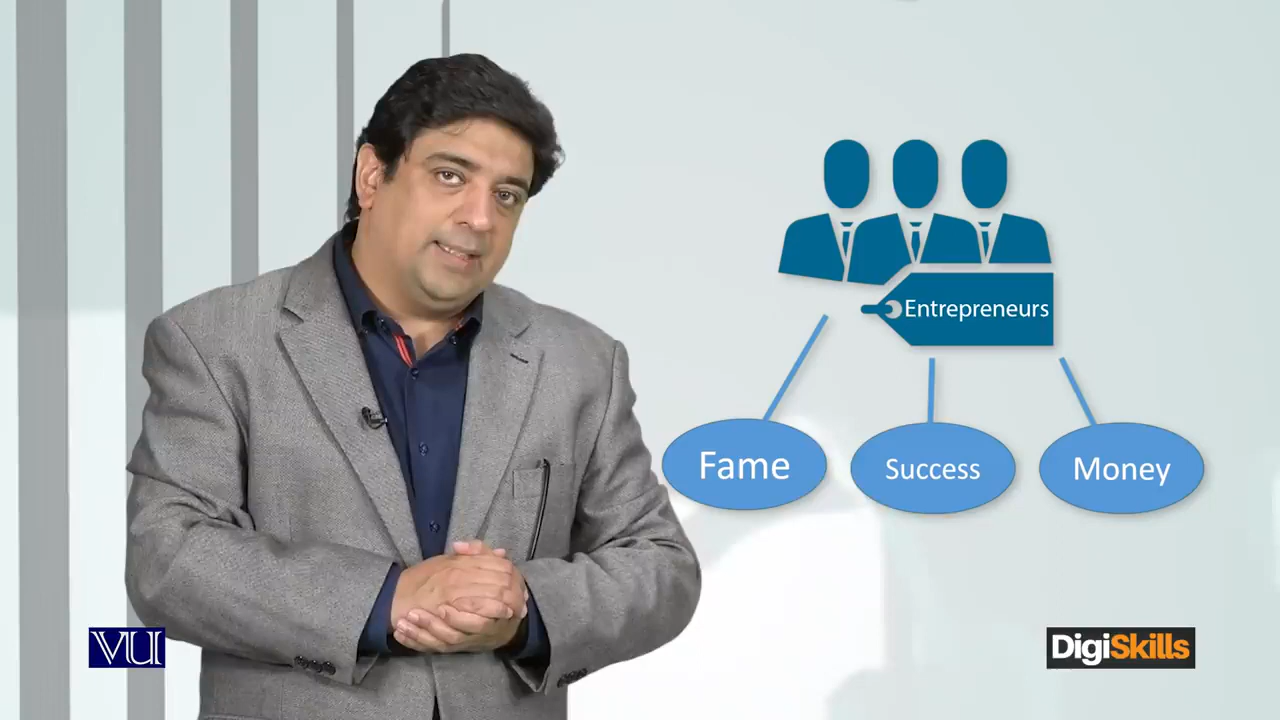 Entrepreneurs
Fame
Success
Money
VU
DigiSkills